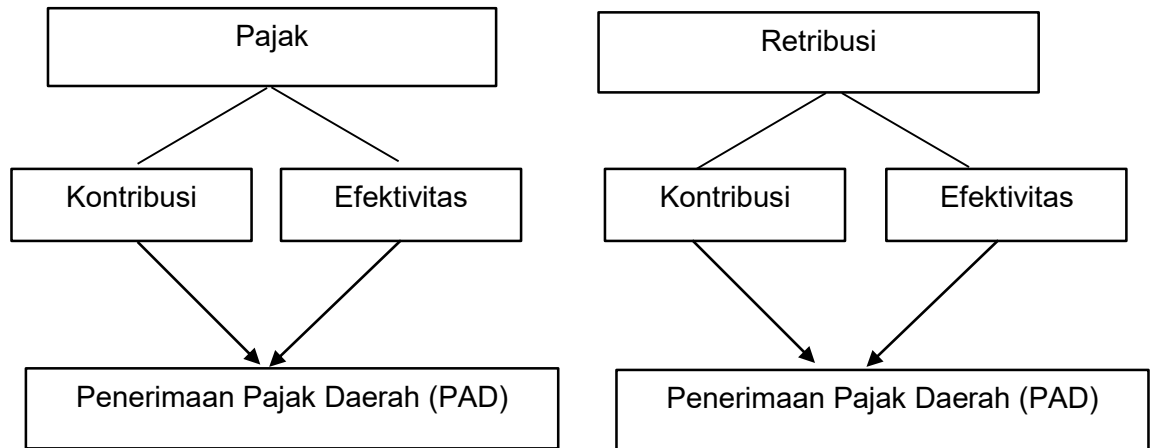 Pajak
Retribusi
Kontribusi
Efektivitas
Kontribusi
Efektivitas
Penerimaan Pajak Daerah (PAD)
Penerimaan Pajak Daerah (PAD)